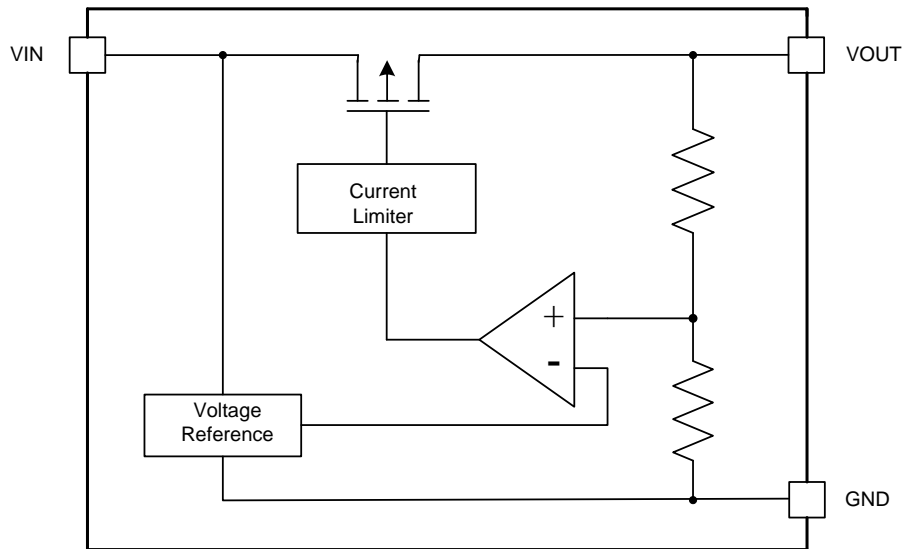 VIN
VOUT
Current
Limiter
+
-
Voltage
Reference
GND